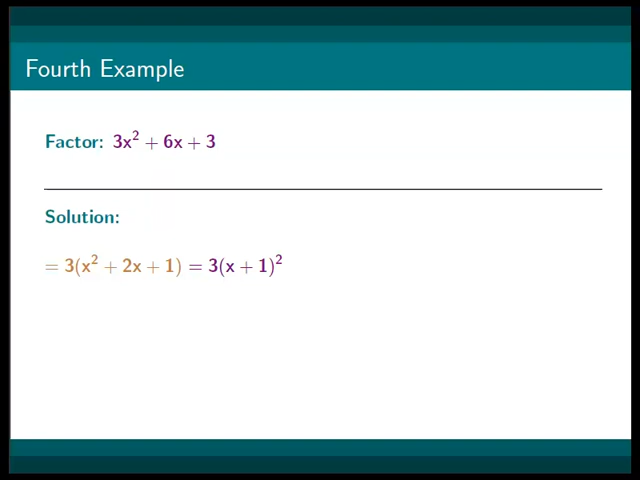 Fourth Example
Factor: 3x² + 6x + 3
Solution:
= 3(x² + 2x + 1) = 3(x + 1)²